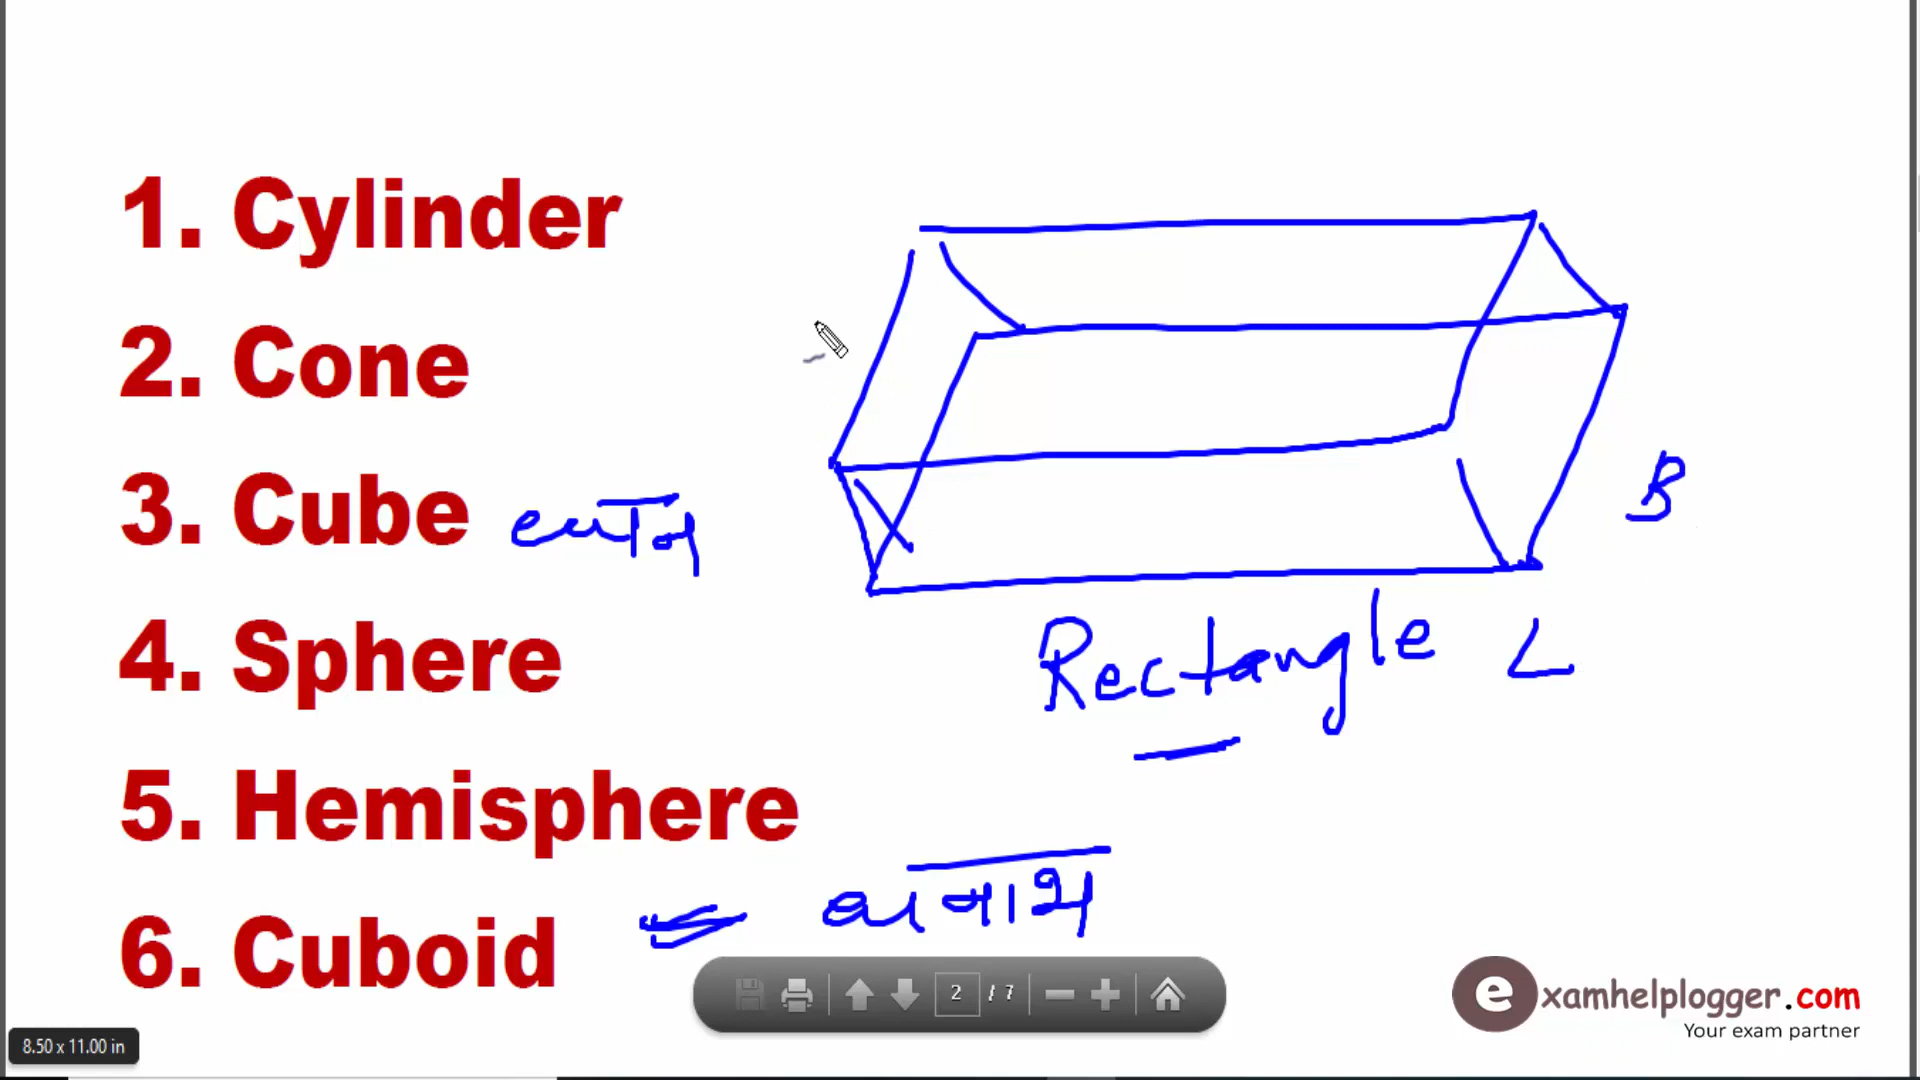 1. Cylinder
2. Cone
3. Cube
4. Sphere
5. Hemisphere
6. Cuboid
B
Rectangle L
2 / 7
8.50 x 11.00 in
examhelplogger.com
Your exam partner